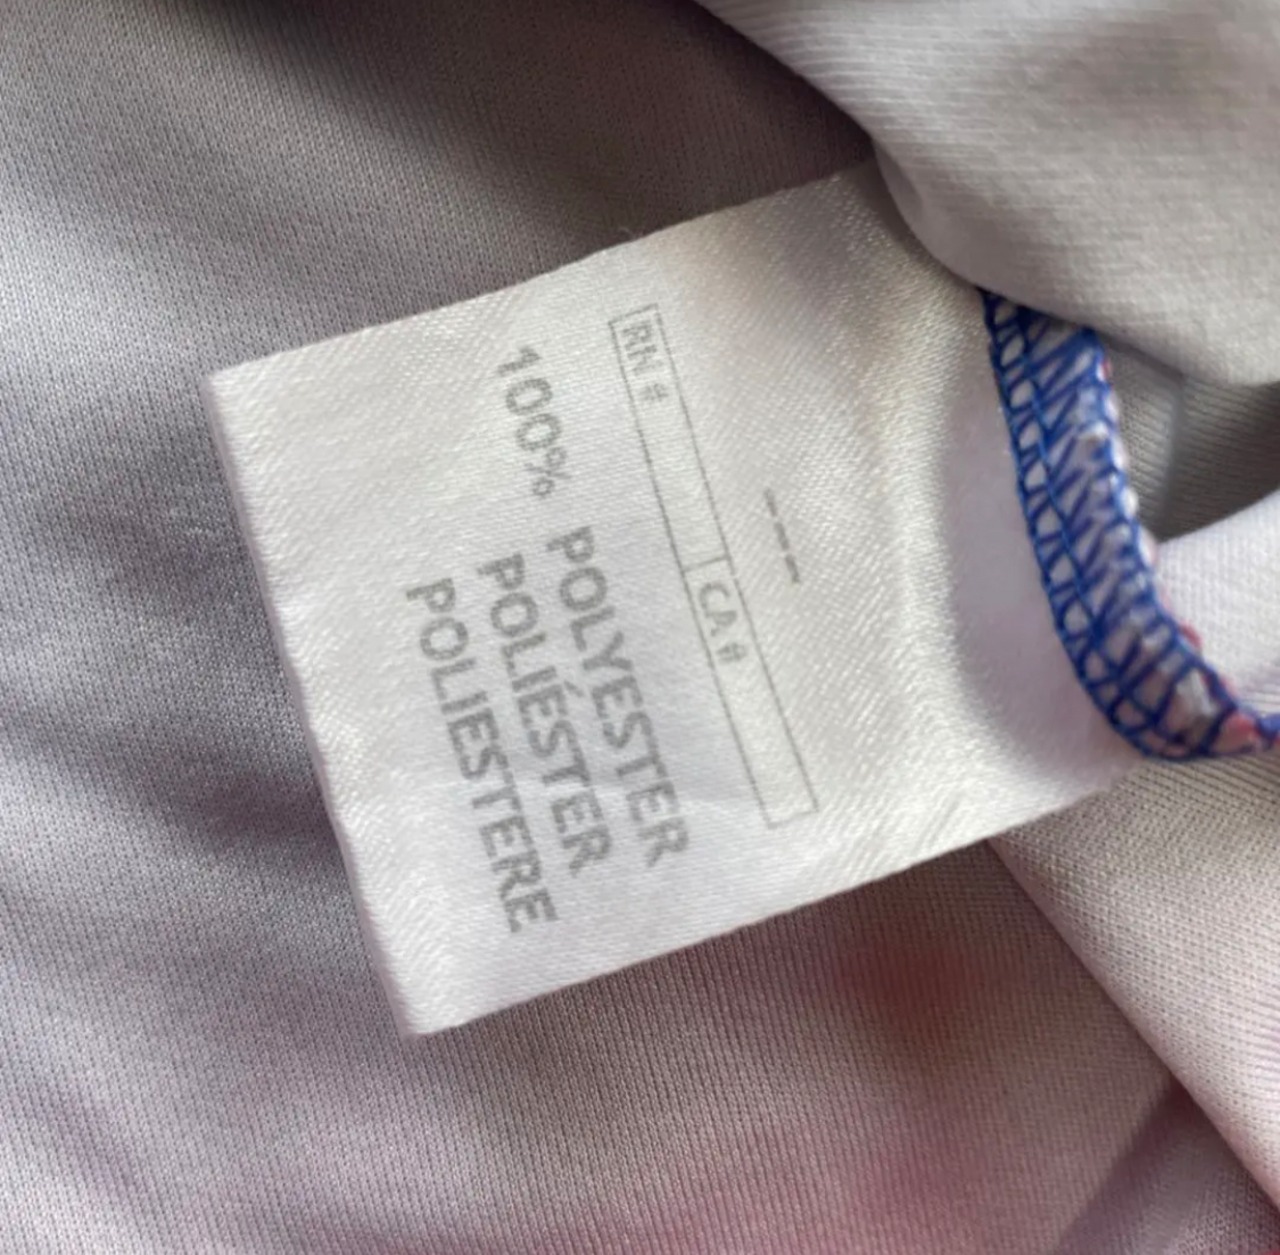 ---
RN # CA #
100% POLYESTER
POLIÉSTER
POLIESTERE